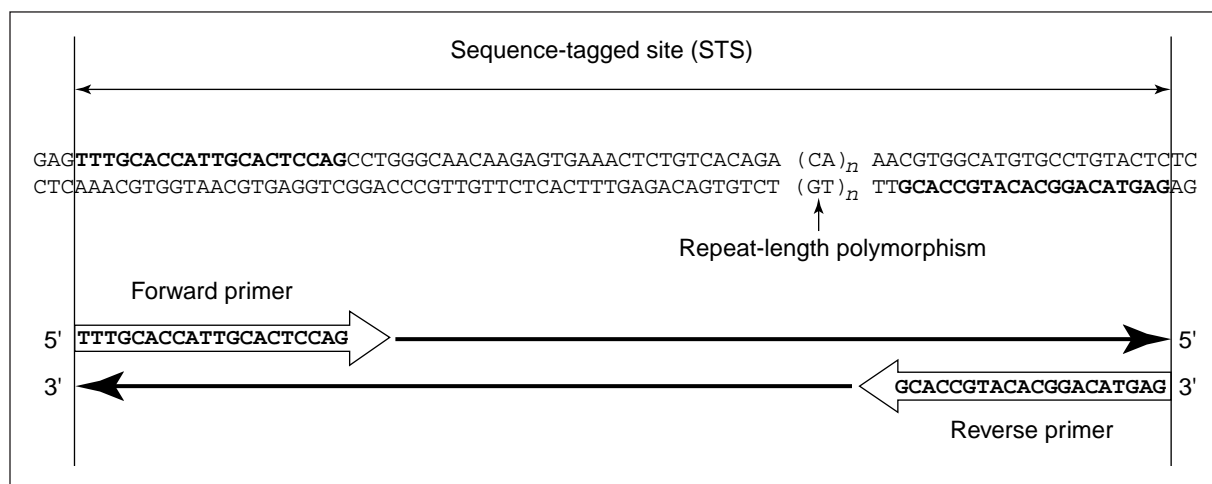 Sequence-tagged site (STS)
GAGTTTGCACCATTGCACTCCAGCCTGGGCAACAAGAGTGAAACTCTGTCACAGA (CA)n AACGTGGCATGTGCCTGTACTCTC
CTCAAACGTGGTAACGTGAGGTCGGACCCGTTGTTCTCACTTTGAGACAGTGTCT (GT)n TTGCACCGTACACGGACATGAGAG
Repeat-length polymorphism
Forward primer
5' TTTGCACCATTGCACTCCAG 5'
3' GCACCGTACACGGACATGAG 3'
Reverse primer